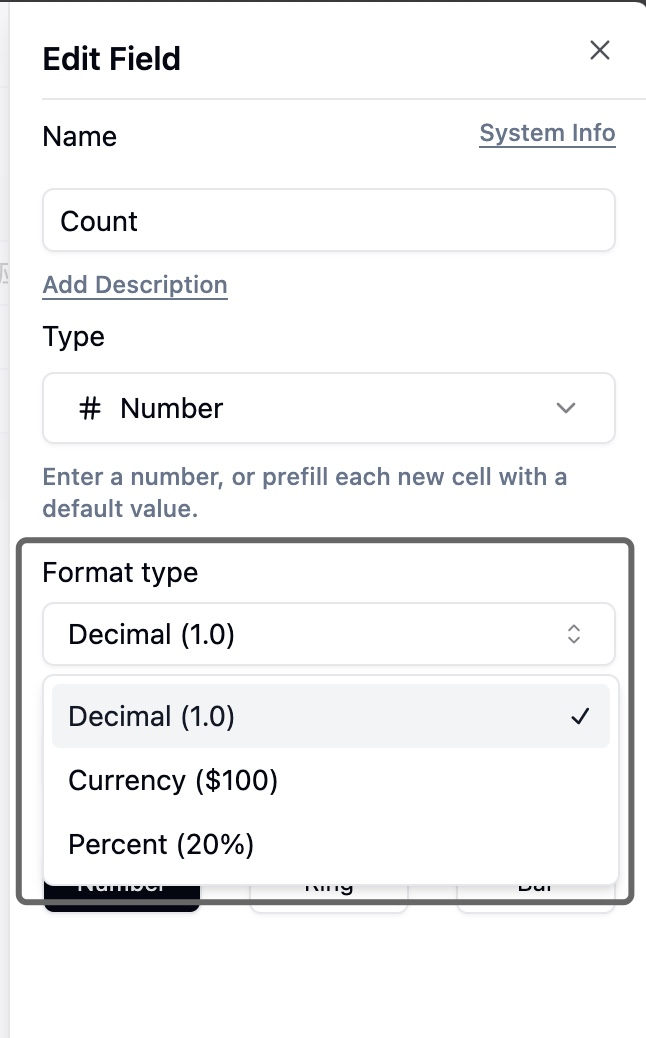 Edit Field
Name
System Info
Count
Add Description
Type
# Number
Enter a number, or prefill each new cell with a
default value.
Format type
Decimal (1.0)
Decimal (1.0)
Currency ($100)
Percent (20%)
Number
Ring
Bar